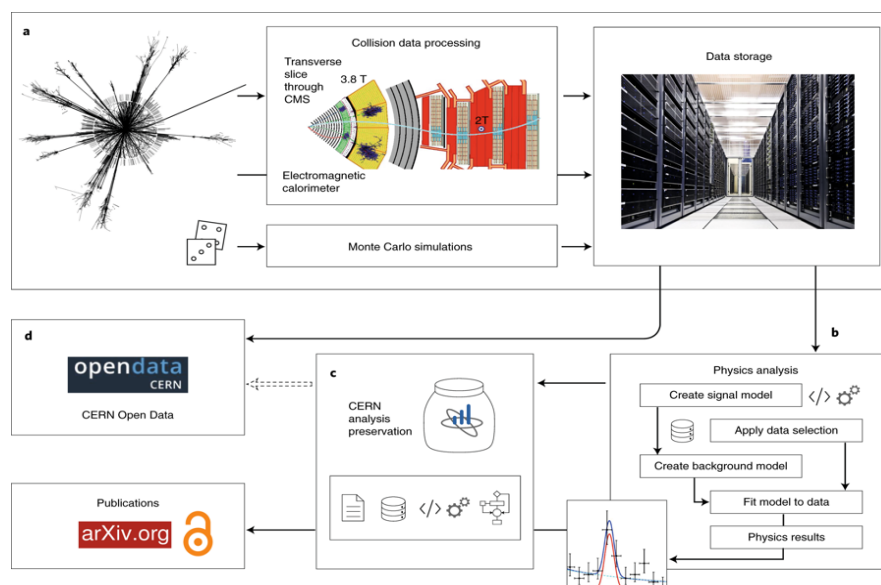 a
Collision data processing
Transverse
slice
through
CMS
3.8 T
2T
Electromagnetic
calorimeter
Data storage
Monte Carlo simulations
d
opendata
CERN
CERN Open Data
c
CERN
analysis
preservation
</>
b
Physics analysis
Create signal model
</>
Apply data selection
Create background model
Fit model to data
Physics results
Publications
arXiv.org